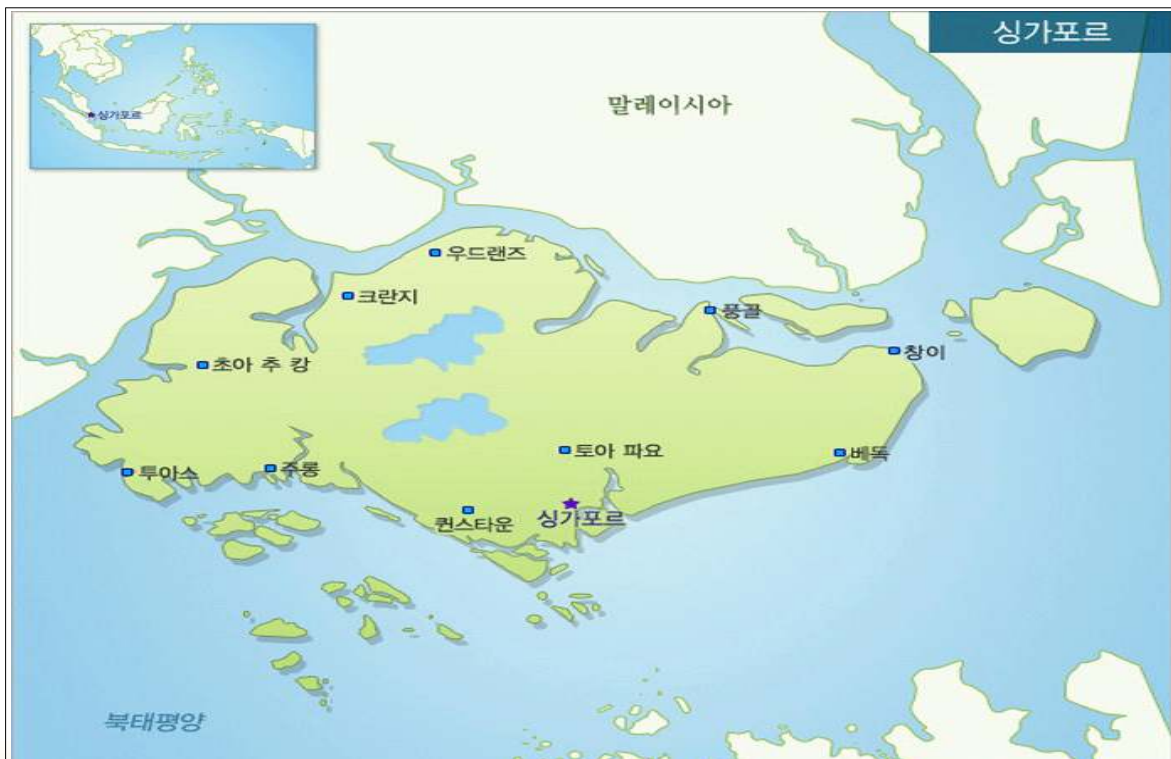 싱가포르
싱가포르
말레이시아
우드랜즈
크란지
풍골
창이
초아 추 캉
토아 파요
베독
투아스
주롱
싱가포르
퀸스타운
북태평양